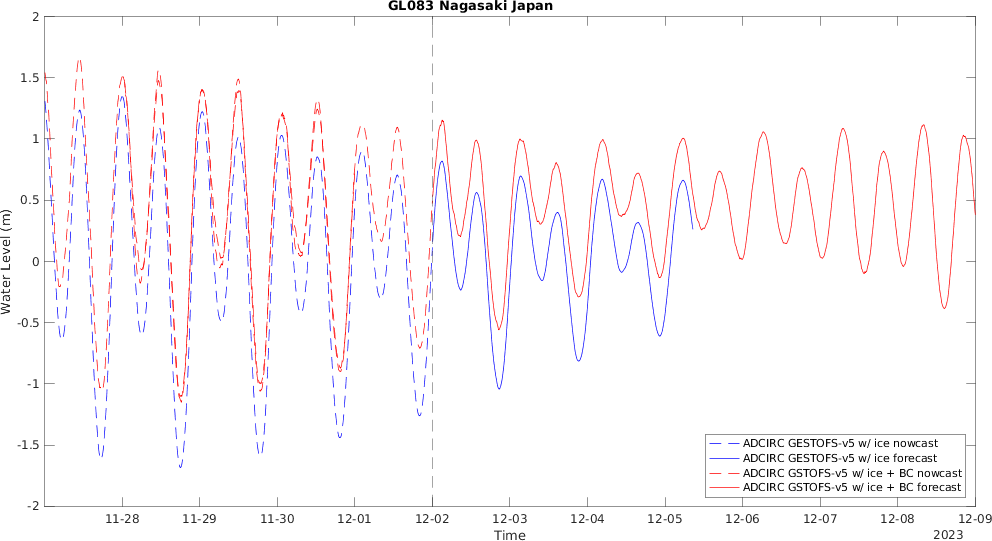 GL083 Nagasaki Japan
2
1.5
1
0.5
0
-0.5
-1
-1.5
-2
Water Level (m)
ADCIRC GESTOFS-v5 w/ ice nowcast
ADCIRC GESTOFS-v5 w/ ice forecast
ADCIRC GSTOFS-v5 w/ ice + BC nowcast
ADCIRC GSTOFS-v5 w/ ice + BC forecast
11-28 11-29 11-30 12-01 12-02 12-03 12-04 12-05 12-06 12-07 12-08 12-09
Time
2023